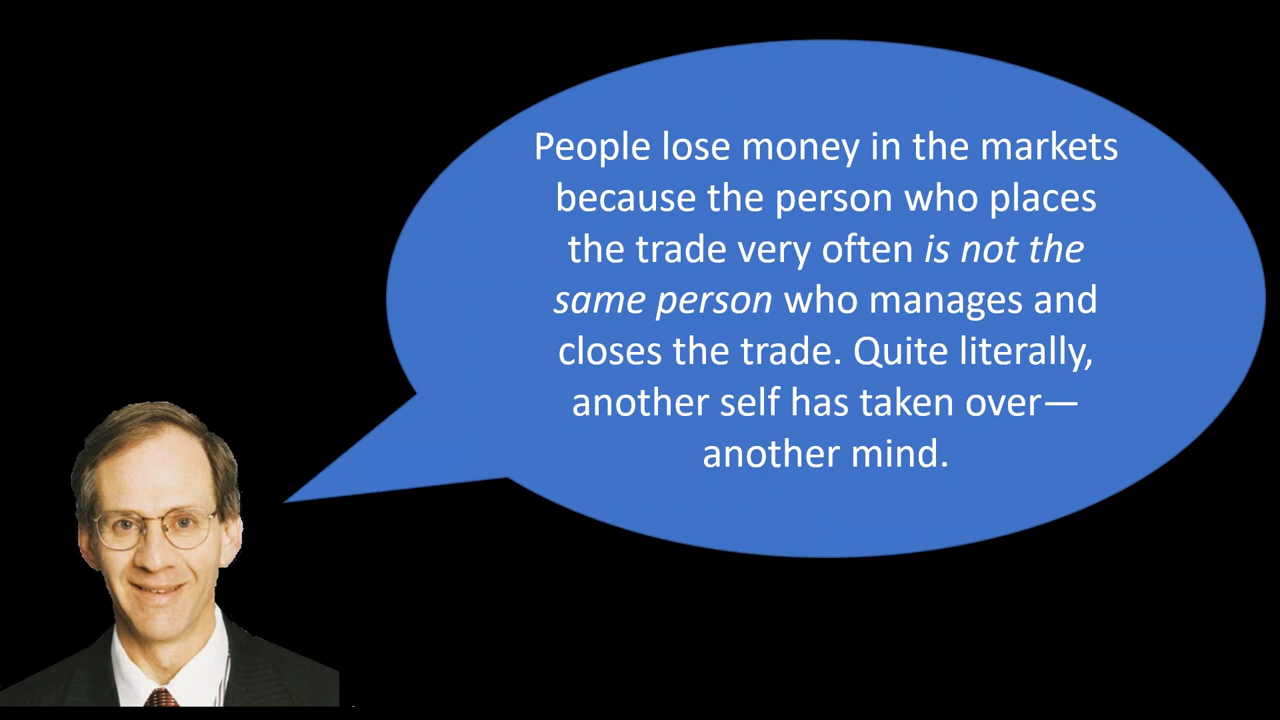 People lose money in the markets
because the person who places
the trade very often is not the
same person who manages and
closes the trade. Quite literally,
another self has taken over—
another mind.